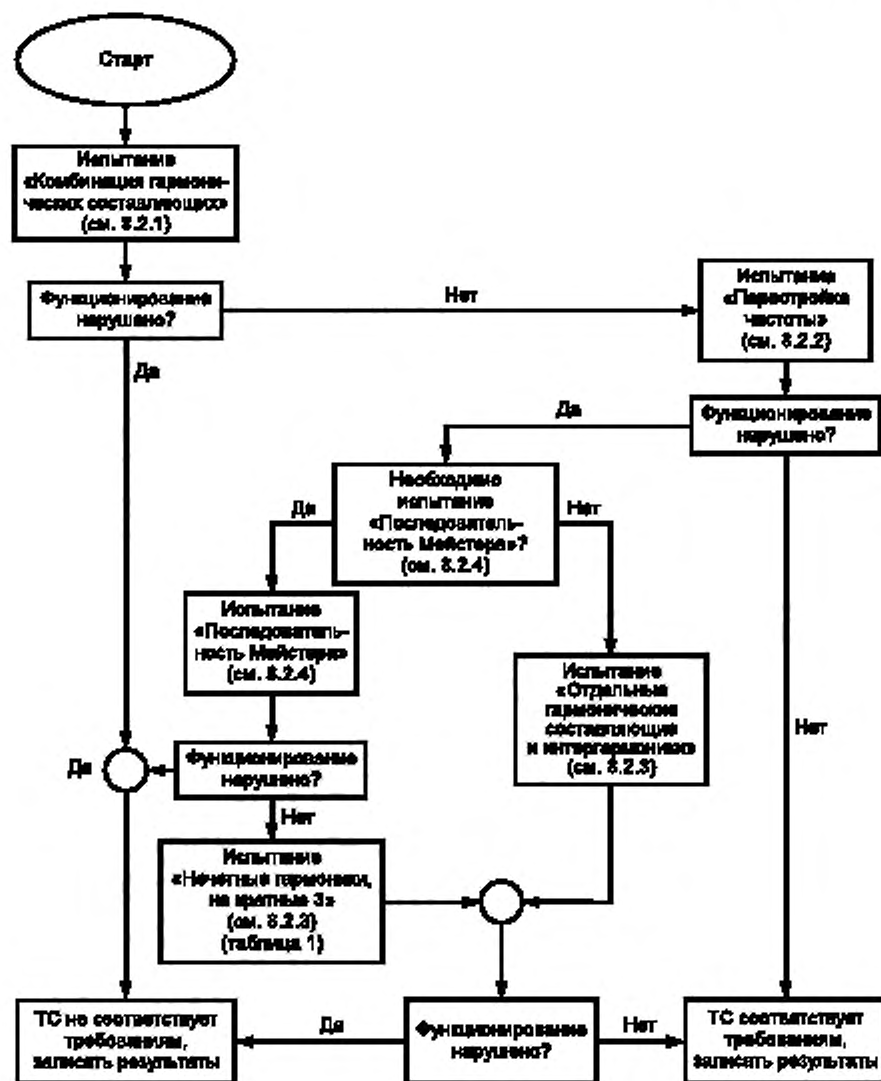 Старт
Испытание
«Комбинация гармони-
ческих составляющих»
(см. 8.2.1)
Функционирование
нарушено?
Нет
Испытание
«Перестройка
частоты»
(см. 8.2.2)
Да
Да
Функционирование
нарушено?
Необходимо
испытание
«Последователь-
ность Мейстера»?
(см. 8.2.4)
Да
Нет
Испытание
«Последователь-
ность Мейстера»
(см. 8.2.4)
Испытание
«Отдельные
гармонические
составляющие
и интергармоники»
(см. 8.2.3)
Нет
Да
Функционирование
нарушено?
Нет
Испытание
«Нечетные гармоники,
не кратные 3»
(см. 8.2.3)
(таблица 1)
ТС не соответствует
требованиям,
записать результаты
Да
Функционирование
нарушено?
Нет
ТС соответствует
требованиям,
записать результаты